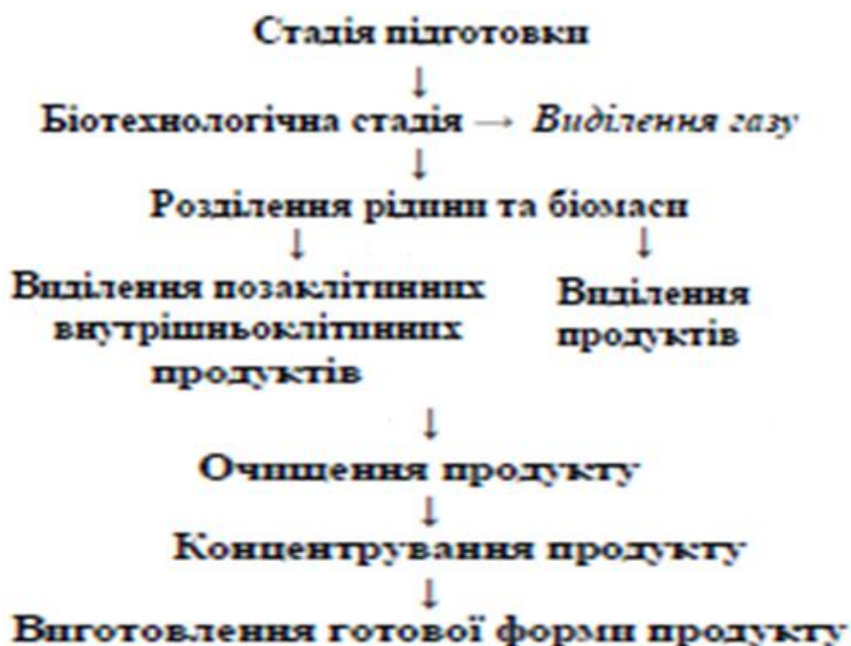 Стадія підготовки
↓
Біотехнологічна стадія → Виділення газу
↓
Розділення рідини та біомаси
↓ ↓
Виділення позаклітинних Виділення
внутрішньоклітинних продуктів
продуктів
↓
Очищення продукту
↓
Концентрування продукту
↓
Виготовлення готової форми продукту